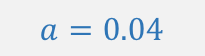 a = 0.04